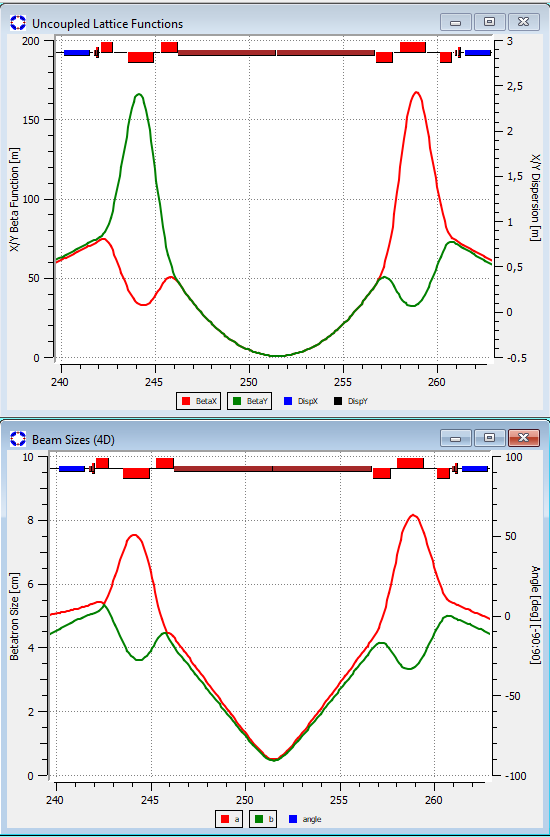 Uncoupled Lattice Functions
X/Y Beta Function [m]
200
150
100
50
0
3
2,5
2
1,5
1
0,5
0
-0.5
X/Y Dispersion [m]
240 245 250 255 260
BetaX BetaY DispX DispY
Beam Sizes (4D)
Betatron Size [cm]
10
8
6
4
2
0
100
50
0
-50
-100
Angle [deg] [-90:90]
240 245 250 255 260
a b angle